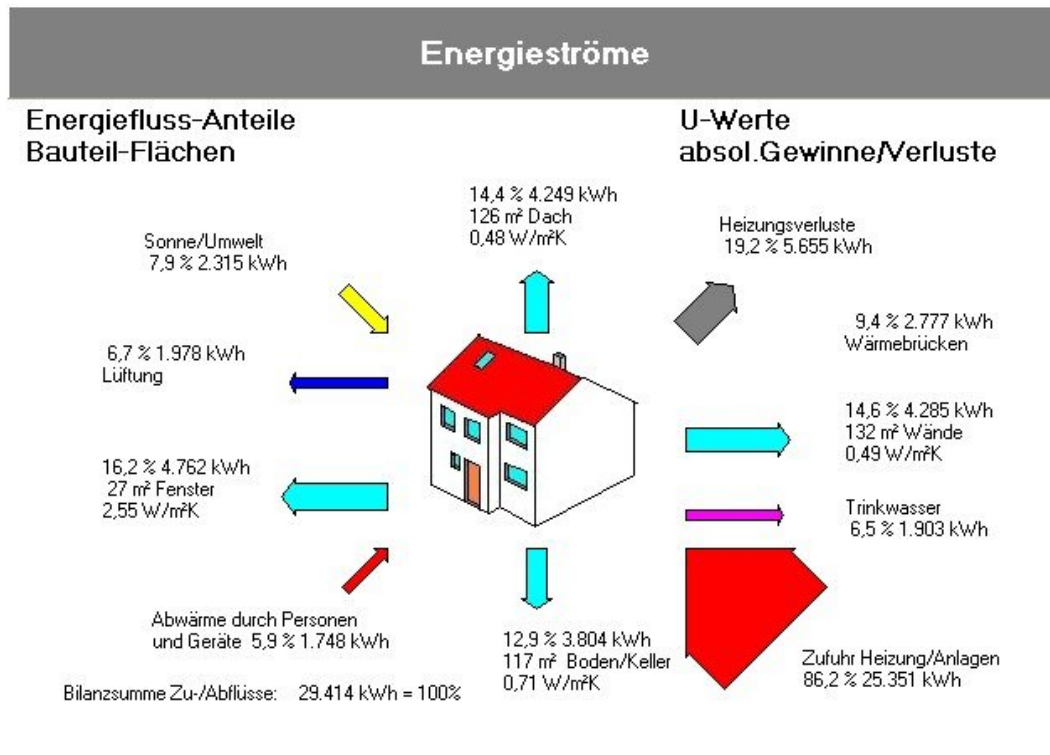 Energieströme
Energiefluss-Anteile
Bauteil-Flächen
U-Werte
absol.Gewinne/Verluste
14,4 % 4.249 kWh
126 m² Dach
0,48 W/m²K
Sonne/Umwelt
7,9 % 2.315 kWh
Heizungsverluste
19,2 % 5.655 kWh
9,4 % 2.777 kWh
Wärmebrücken
6,7 % 1.978 kWh
Lüftung
14,6 % 4.285 kWh
132 m² Wände
0,49 W/m²K
16,2 % 4.762 kWh
27 m² Fenster
2,55 W/m²K
Trinkwasser
6,5 % 1.903 kWh
Abwärme durch Personen
und Geräte 5,9 % 1.748 kWh
12,9 % 3.804 kWh
117 m² Boden/Keller
0,71 W/m²K
Zufuhr Heizung/Anlagen
86,2 % 25.351 kWh
Bilanzsumme Zu-/Abflüsse: 29.414 kWh = 100%